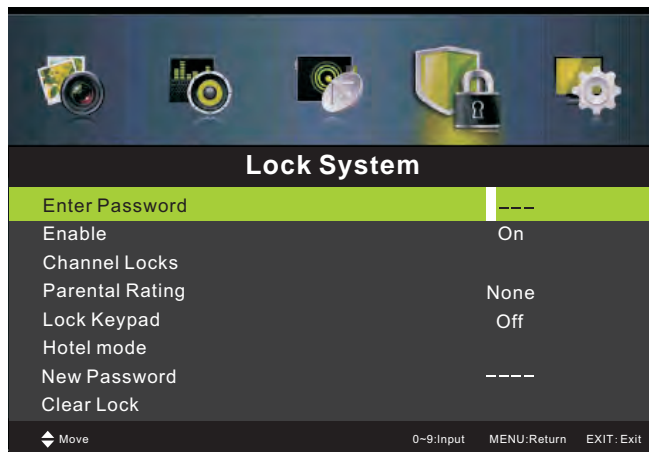 Lock System
Enter Password ---
Enable On
Channel Locks
Parental Rating None
Lock Keypad Off
Hotel mode
New Password ----
Clear Lock
Move 0~9:Input MENU:Return EXIT:Exit